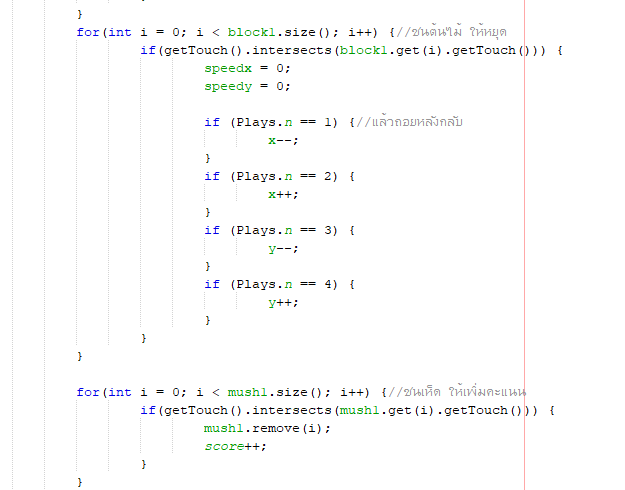 }
for(int i = 0; i < block1.size(); i++) {//ชนต้นไม้ ให้หยุด
if(getTouch().intersects(block1.get(i).getTouch())) {
speedx = 0;
speedy = 0;
if (Plays.n == 1) {//แล้วถอยหลังกลับ
x--;
}
if (Plays.n == 2) {
x++;
}
if (Plays.n == 3) {
y--;
}
if (Plays.n == 4) {
y++;
}
}
}
for(int i = 0; i < mush1.size(); i++) {//ชนเห็ด ให้เพิ่มคะแนน
if(getTouch().intersects(mush1.get(i).getTouch())) {
mush1.remove(i);
score++;
}
}